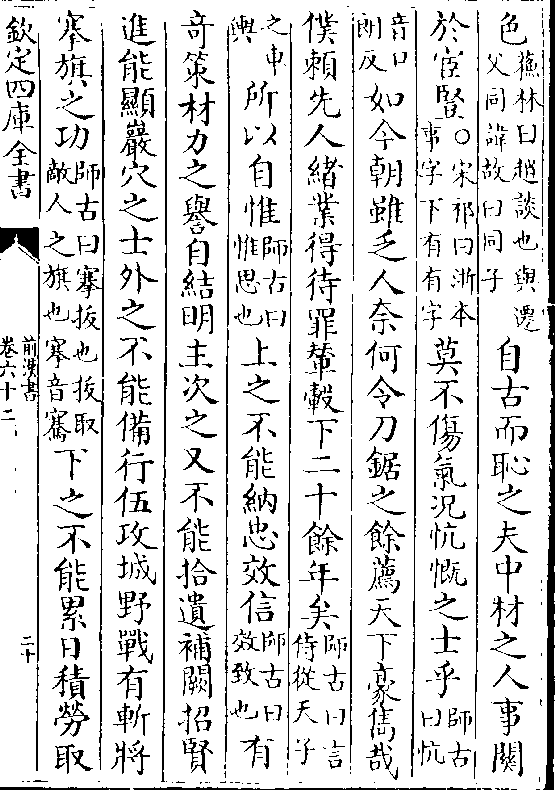 色蘇林曰趙談也與遷父同諱故曰同子自古而恥之夫中材之人事關
於宦豎○宋祁曰浙本事字下有有字莫不傷氣況忼慨之士乎師古曰忼
音口朗反如今朝雖乏人奈何令刀鋸之餘薦天下豪雋哉
僕賴先人緒業得待罪輦轂下二十餘年矣師古曰言侍從天子
之車輿所以自惟師古曰惟思也上之不能納忠效信師古曰效致也有
奇策材力之譽自結明主次之又不能拾遺補闕招賢
進能顯巖穴之士外之不能備行伍攻城野戰有斬將
搴旗之功師古曰搴拔也拔取敵人之旗也搴音騫下之不能累日積勞取
欽定四庫全書
前漢書
卷六十二
二十